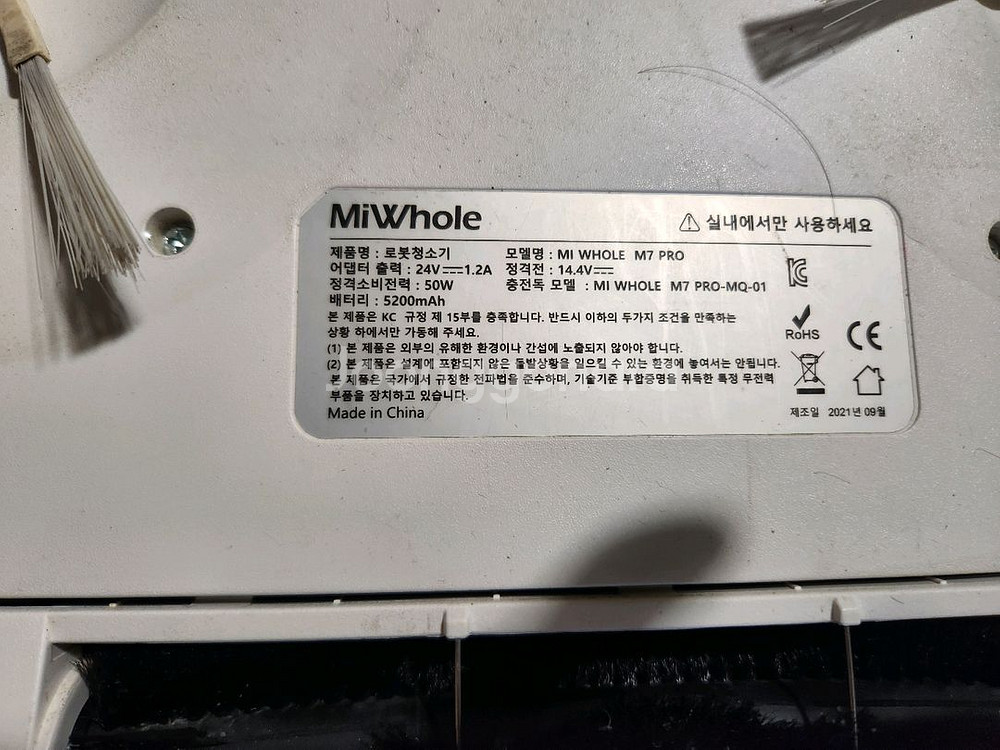 MiWhole
⚠ 실내에서만 사용하세요
제품명 : 로봇청소기 모델명 : MI WHOLE M7 PRO
어댑터 출력 : 24V⎓1.2A 정격전 : 14.4V⎓
정격소비전력 : 50W 충전독 모델 : MI WHOLE M7 PRO-MQ-01
배터리 : 5200mAh
본 제품은 KC 규정 제 15부를 충족합니다. 반드시 이하의 두가지 조건을 만족하는
상황 하에서만 가동해 주세요.
(1) 본 제품은 외부의 유해한 환경이나 간섭에 노출되지 않아야 합니다.
(2) 본 제품은 설계에 포함되지 않은 돌발상황을 일으킬 수 있는 환경에 놓여서는 안됩니다.
본 제품은 국가에서 규정한 전파법을 준수하며, 기술기준 부합증명을 취득한 특정 무전력
부품을 장치하고 있습니다.
Made in China
RoHS
CE
제조일 2021년 09월